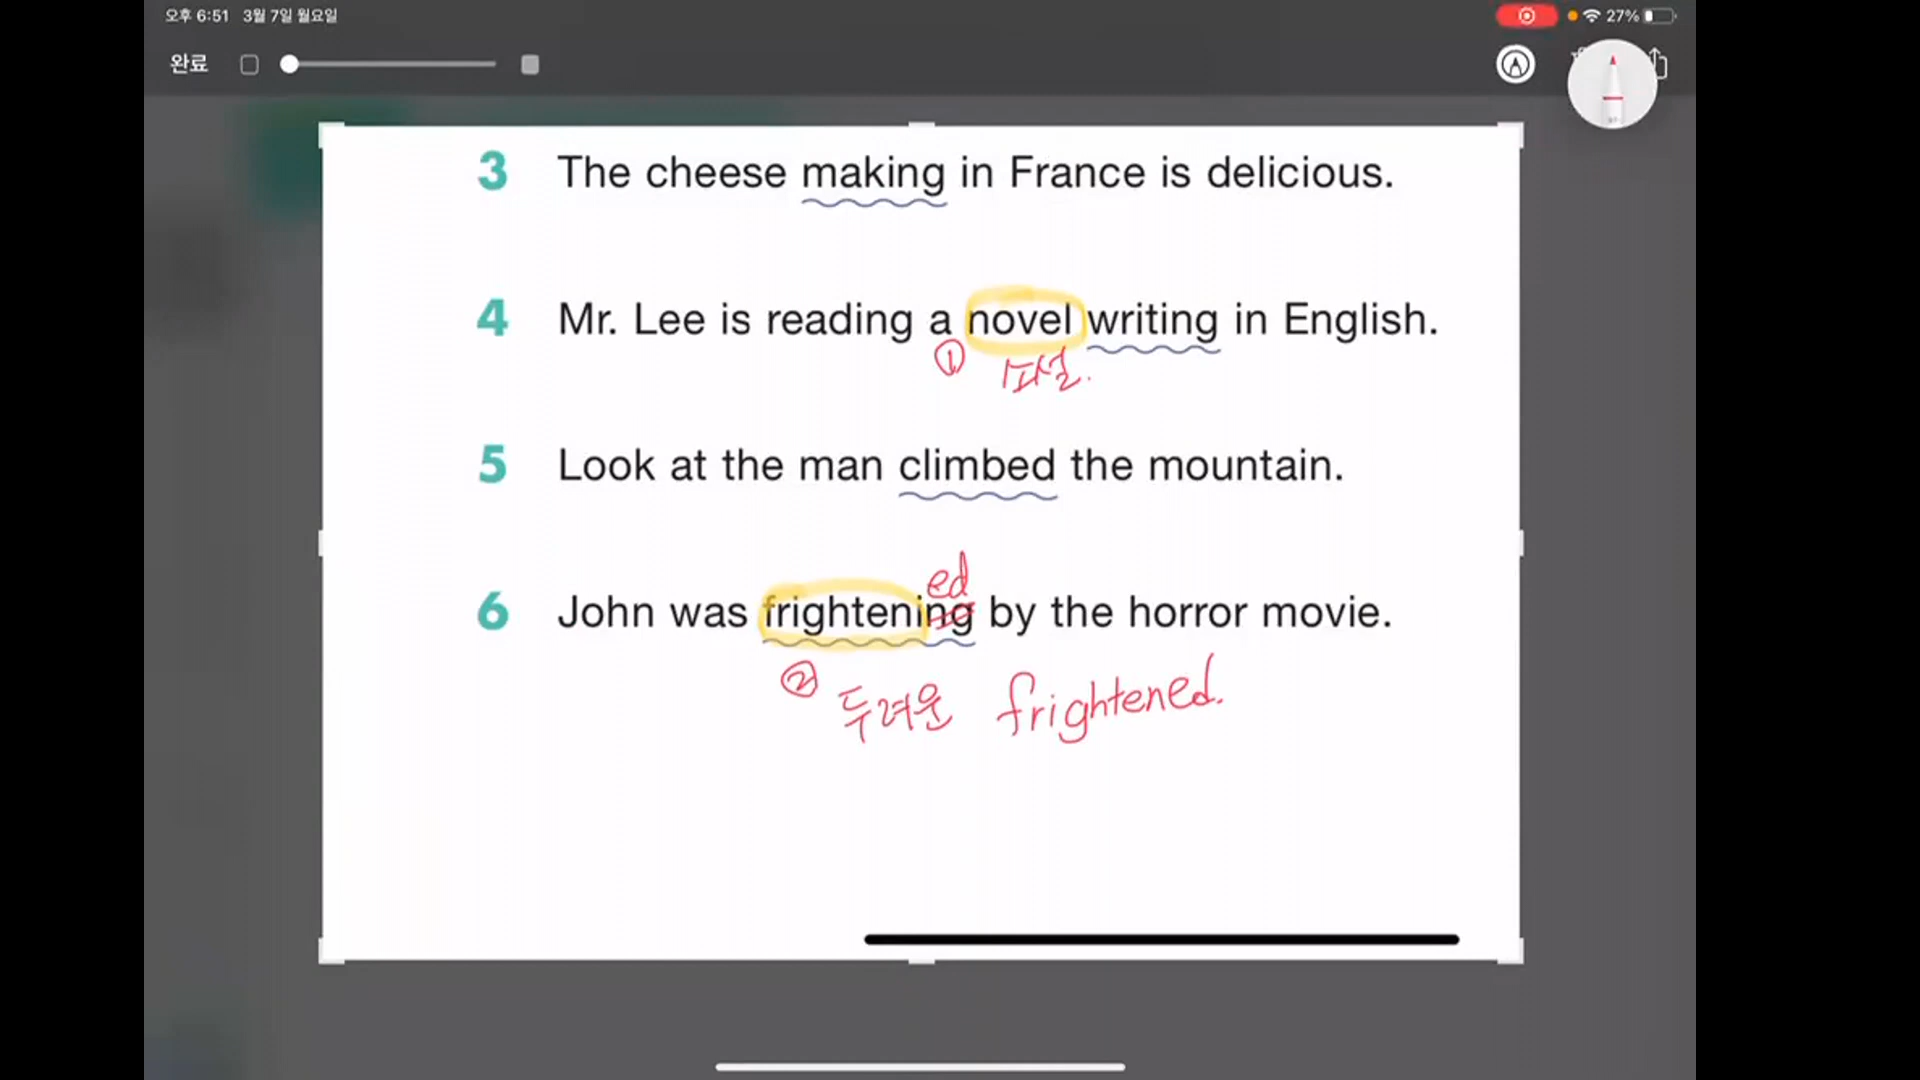 오후 6:51 3월 7일 월요일
27%
완료
3 The cheese making in France is delicious.
4 Mr. Lee is reading a novel writing in English.
① 소설.
5 Look at the man climbed the mountain.
ed
6 John was frightening by the horror movie.
② 두려운 frightened.